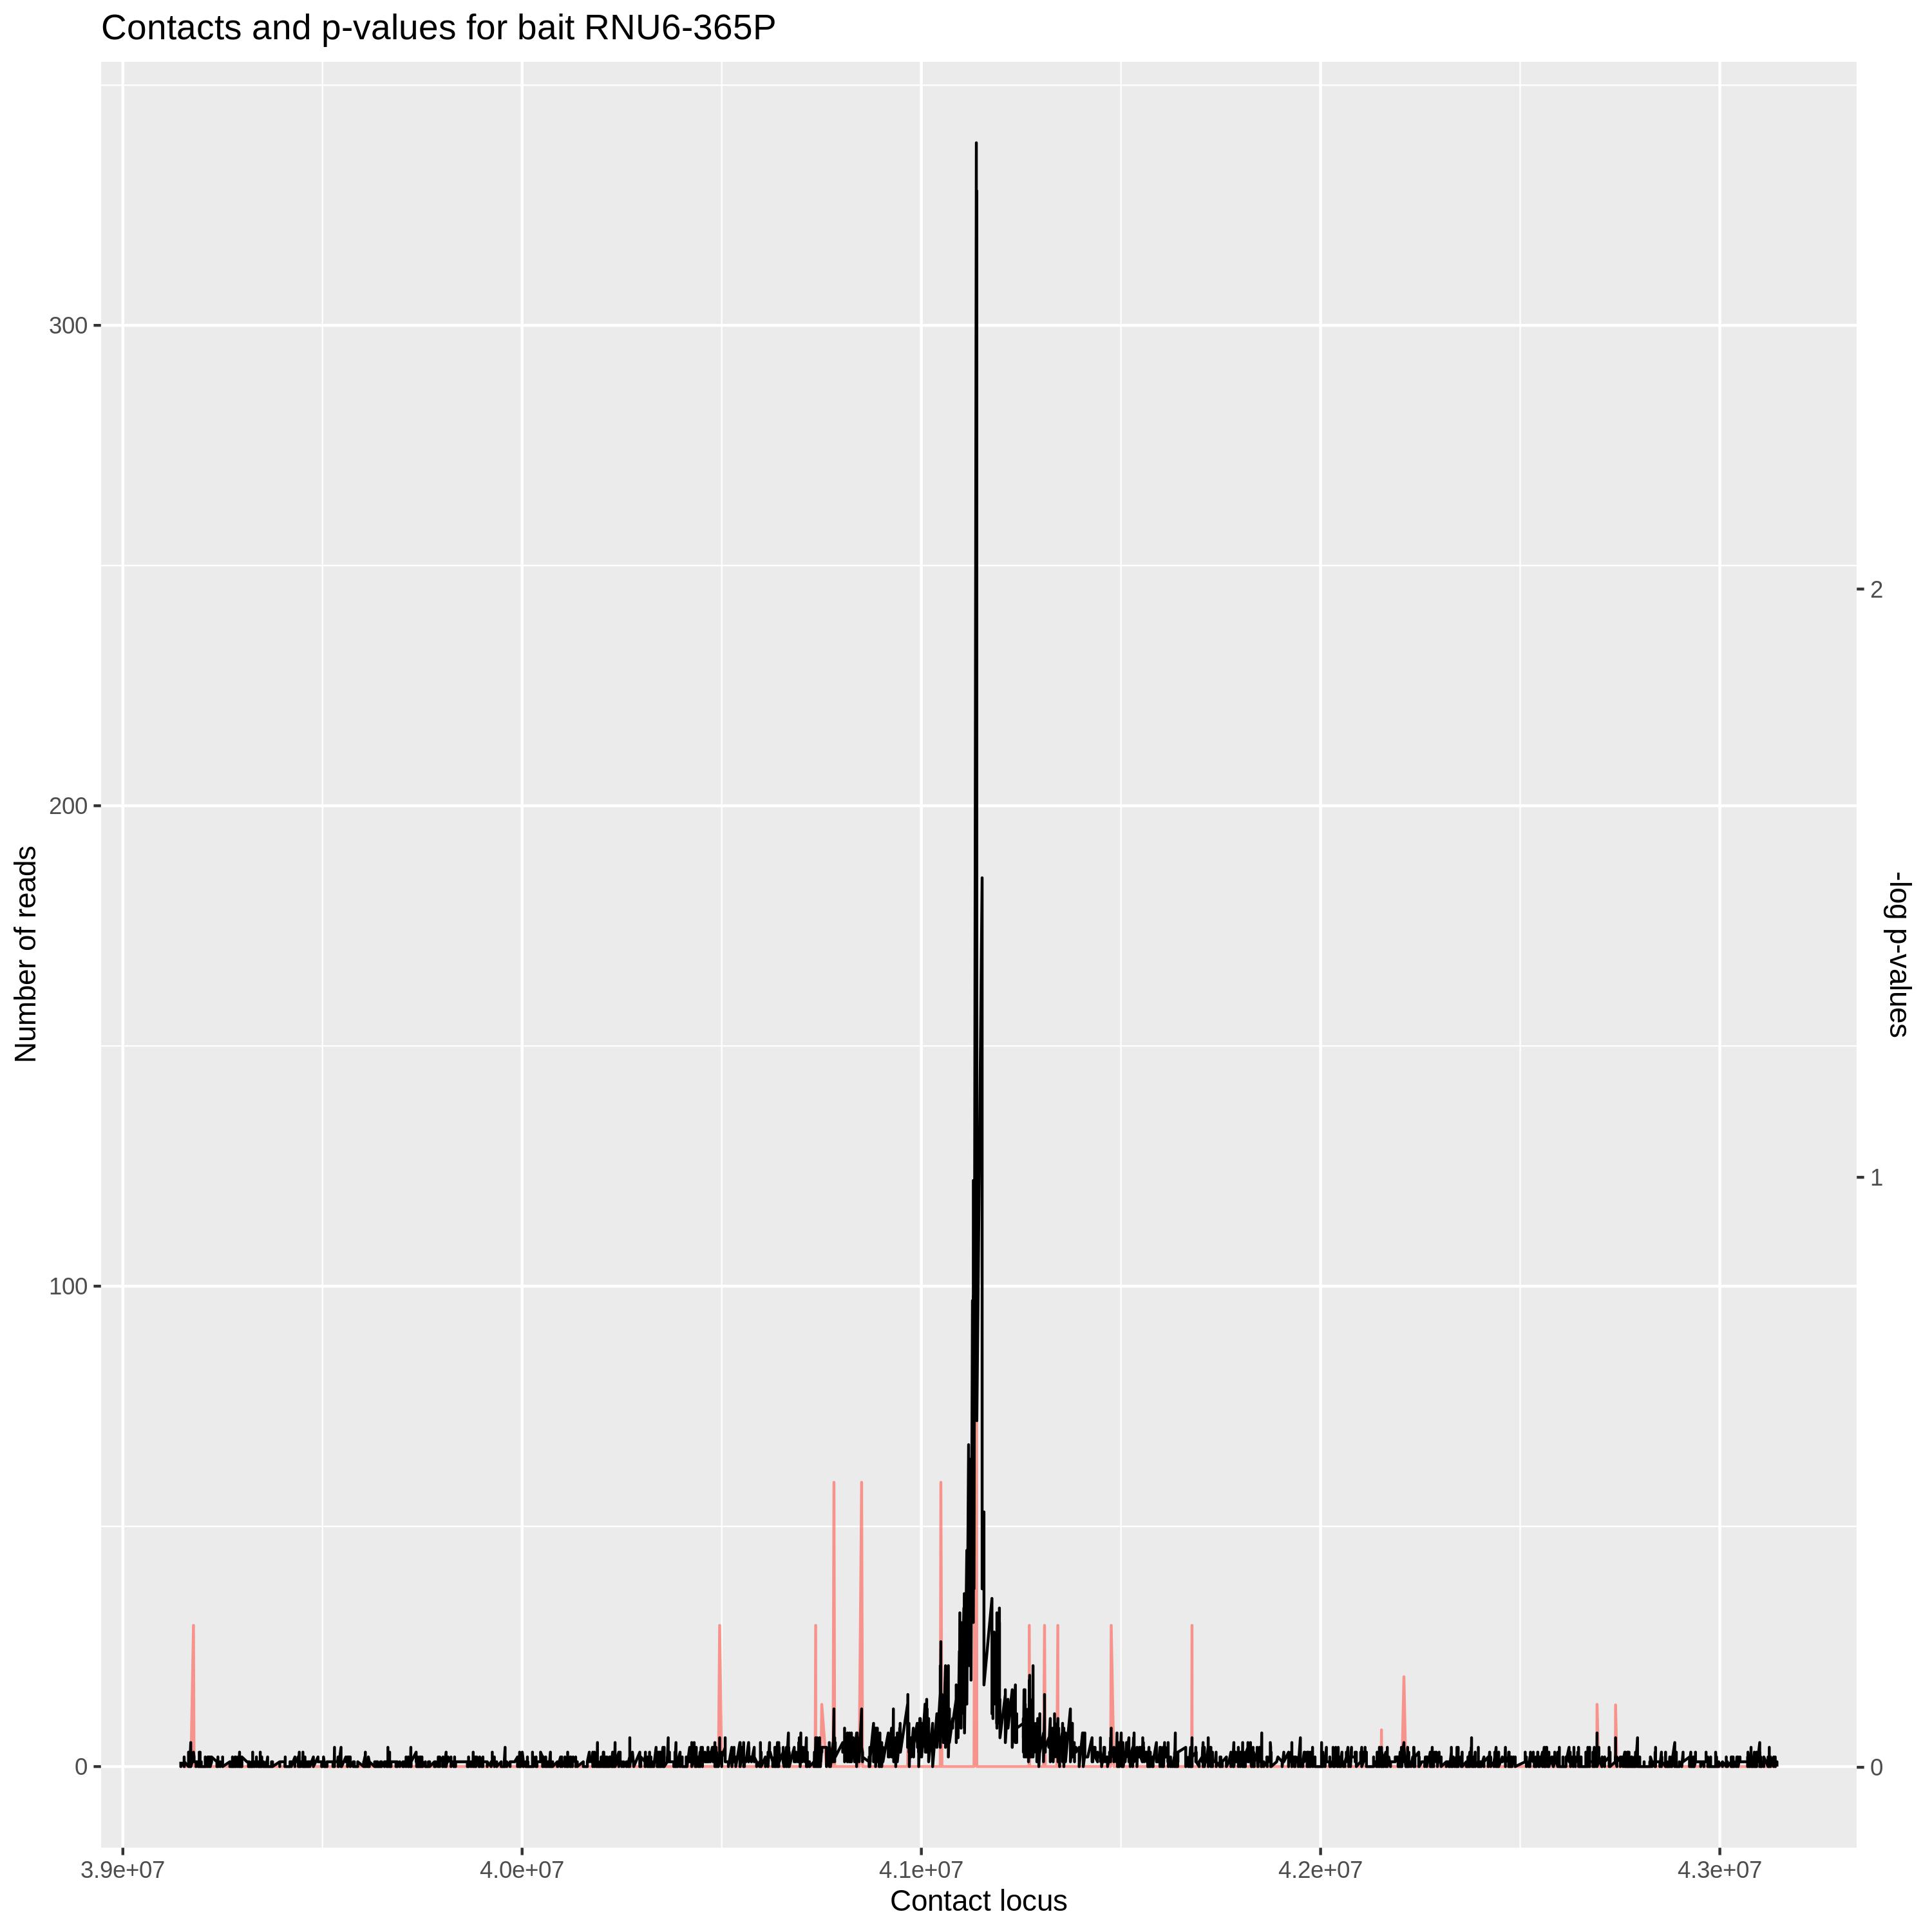 Contacts and p-values for bait RNU6-365P
300
200
100
0
Number of reads
2
1
0
-log p-values
3.9e+07
4.0e+07
4.1e+07
4.2e+07
4.3e+07
Contact locus